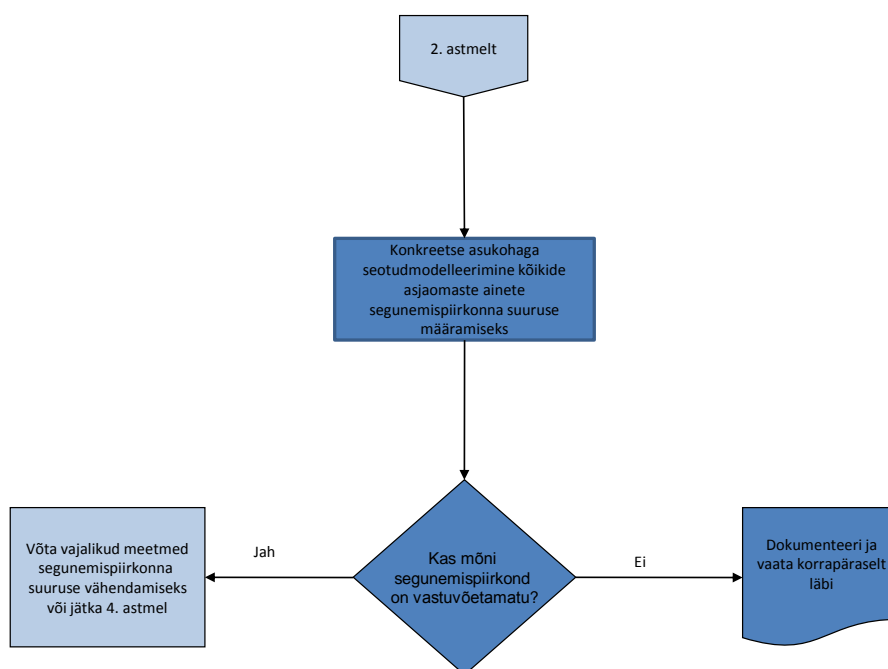 2. astmelt
Konkreetse asukohaga
seotudmodelleerimine kõikide
asjaomaste ainete
segunemispiirkonna suuruse
määramiseks
Võta vajalikud meetmed
segunemispiirkonna
suuruse vähendamiseks
või jätka 4. astmel
Jah
Kas mõni
segunemispiirkond
on vastuvõetamatu?
Ei
Dokumenteeri ja
vaata korrapäraselt
läbi